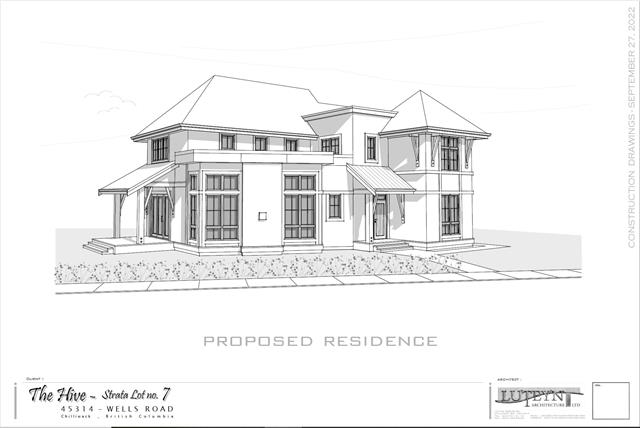 CONSTRUCTION DRAWINGS - SEPTEMBER 27, 2022
PROPOSED RESIDENCE
CLIENT :
The Hive - Strata Lot no. 7
45314 - WELLS ROAD
Chilliwack , British Columbia
ARCHITECT :
LUTEYN
ARCHITECTURE LTD